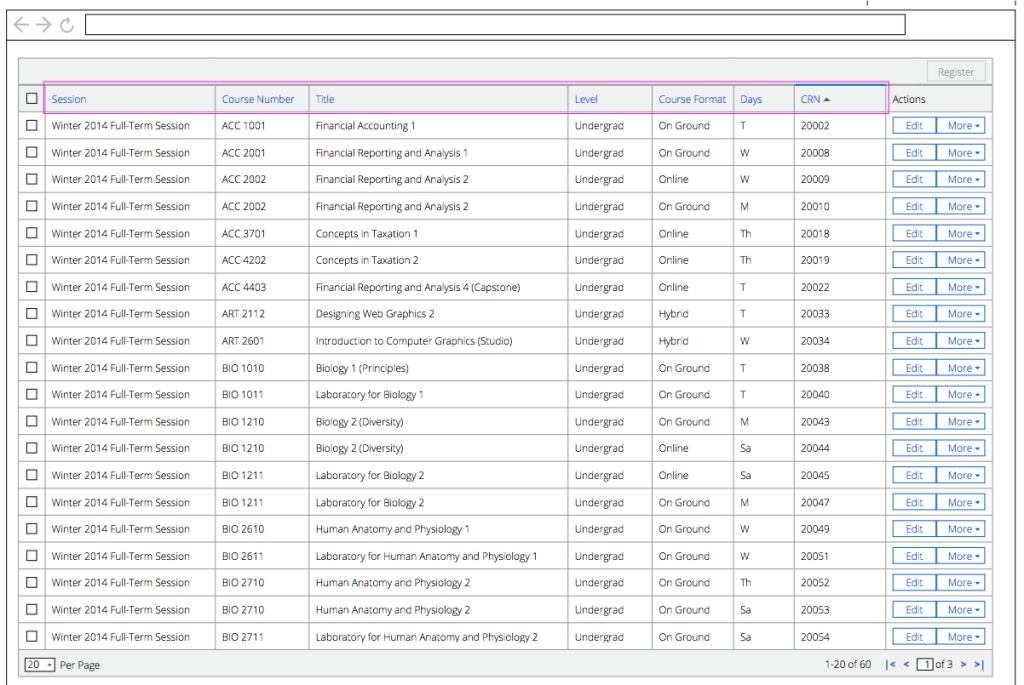 Register
Session Course Number Title Level Course Format Days CRN Actions
Winter 2014 Full-Term Session ACC 1001 Financial Accounting 1 Undergrad On Ground T 20002 Edit More
Winter 2014 Full-Term Session ACC 2001 Financial Reporting and Analysis 1 Undergrad On Ground W 20008 Edit More
Winter 2014 Full-Term Session ACC 2002 Financial Reporting and Analysis 2 Undergrad Online W 20009 Edit More
Winter 2014 Full-Term Session ACC 2002 Financial Reporting and Analysis 2 Undergrad On Ground M 20010 Edit More
Winter 2014 Full-Term Session ACC 3701 Concepts in Taxation 1 Undergrad Online Th 20018 Edit More
Winter 2014 Full-Term Session ACC 4202 Concepts in Taxation 2 Undergrad Online Th 20019 Edit More
Winter 2014 Full-Term Session ACC 4403 Financial Reporting and Analysis 4 (Capstone) Undergrad Online T 20022 Edit More
Winter 2014 Full-Term Session ART 2112 Designing Web Graphics 2 Undergrad Hybrid T 20033 Edit More
Winter 2014 Full-Term Session ART 2601 Introduction to Computer Graphics (Studio) Undergrad Hybrid W 20034 Edit More
Winter 2014 Full-Term Session BIO 1010 Biology 1 (Principles) Undergrad On Ground T 20038 Edit More
Winter 2014 Full-Term Session BIO 1011 Laboratory for Biology 1 Undergrad On Ground T 20040 Edit More
Winter 2014 Full-Term Session BIO 1210 Biology 2 (Diversity) Undergrad On Ground M 20043 Edit More
Winter 2014 Full-Term Session BIO 1210 Biology 2 (Diversity) Undergrad Online Sa 20044 Edit More
Winter 2014 Full-Term Session BIO 1211 Laboratory for Biology 2 Undergrad Online Sa 20045 Edit More
Winter 2014 Full-Term Session BIO 1211 Laboratory for Biology 2 Undergrad On Ground M 20047 Edit More
Winter 2014 Full-Term Session BIO 2610 Human Anatomy and Physiology 1 Undergrad On Ground W 20049 Edit More
Winter 2014 Full-Term Session BIO 2611 Laboratory for Human Anatomy and Physiology 1 Undergrad On Ground W 20051 Edit More
Winter 2014 Full-Term Session BIO 2710 Human Anatomy and Physiology 2 Undergrad On Ground Th 20052 Edit More
Winter 2014 Full-Term Session BIO 2710 Human Anatomy and Physiology 2 Undergrad On Ground Sa 20053 Edit More
Winter 2014 Full-Term Session BIO 2711 Laboratory for Human Anatomy and Physiology 2 Undergrad On Ground Sa 20054 Edit More
20 Per Page 1-20 of 60 |< < 1 of 3 > >|